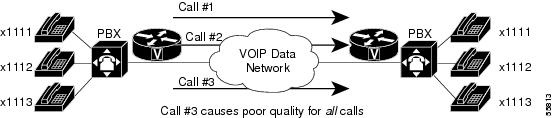 Call #1
x1111
PBX
PBX
x1111
Call #2
V
V
x1112
VOIP Data
Network
x1112
Call #3
x1113
x1113
Call #3 causes poor quality for all calls